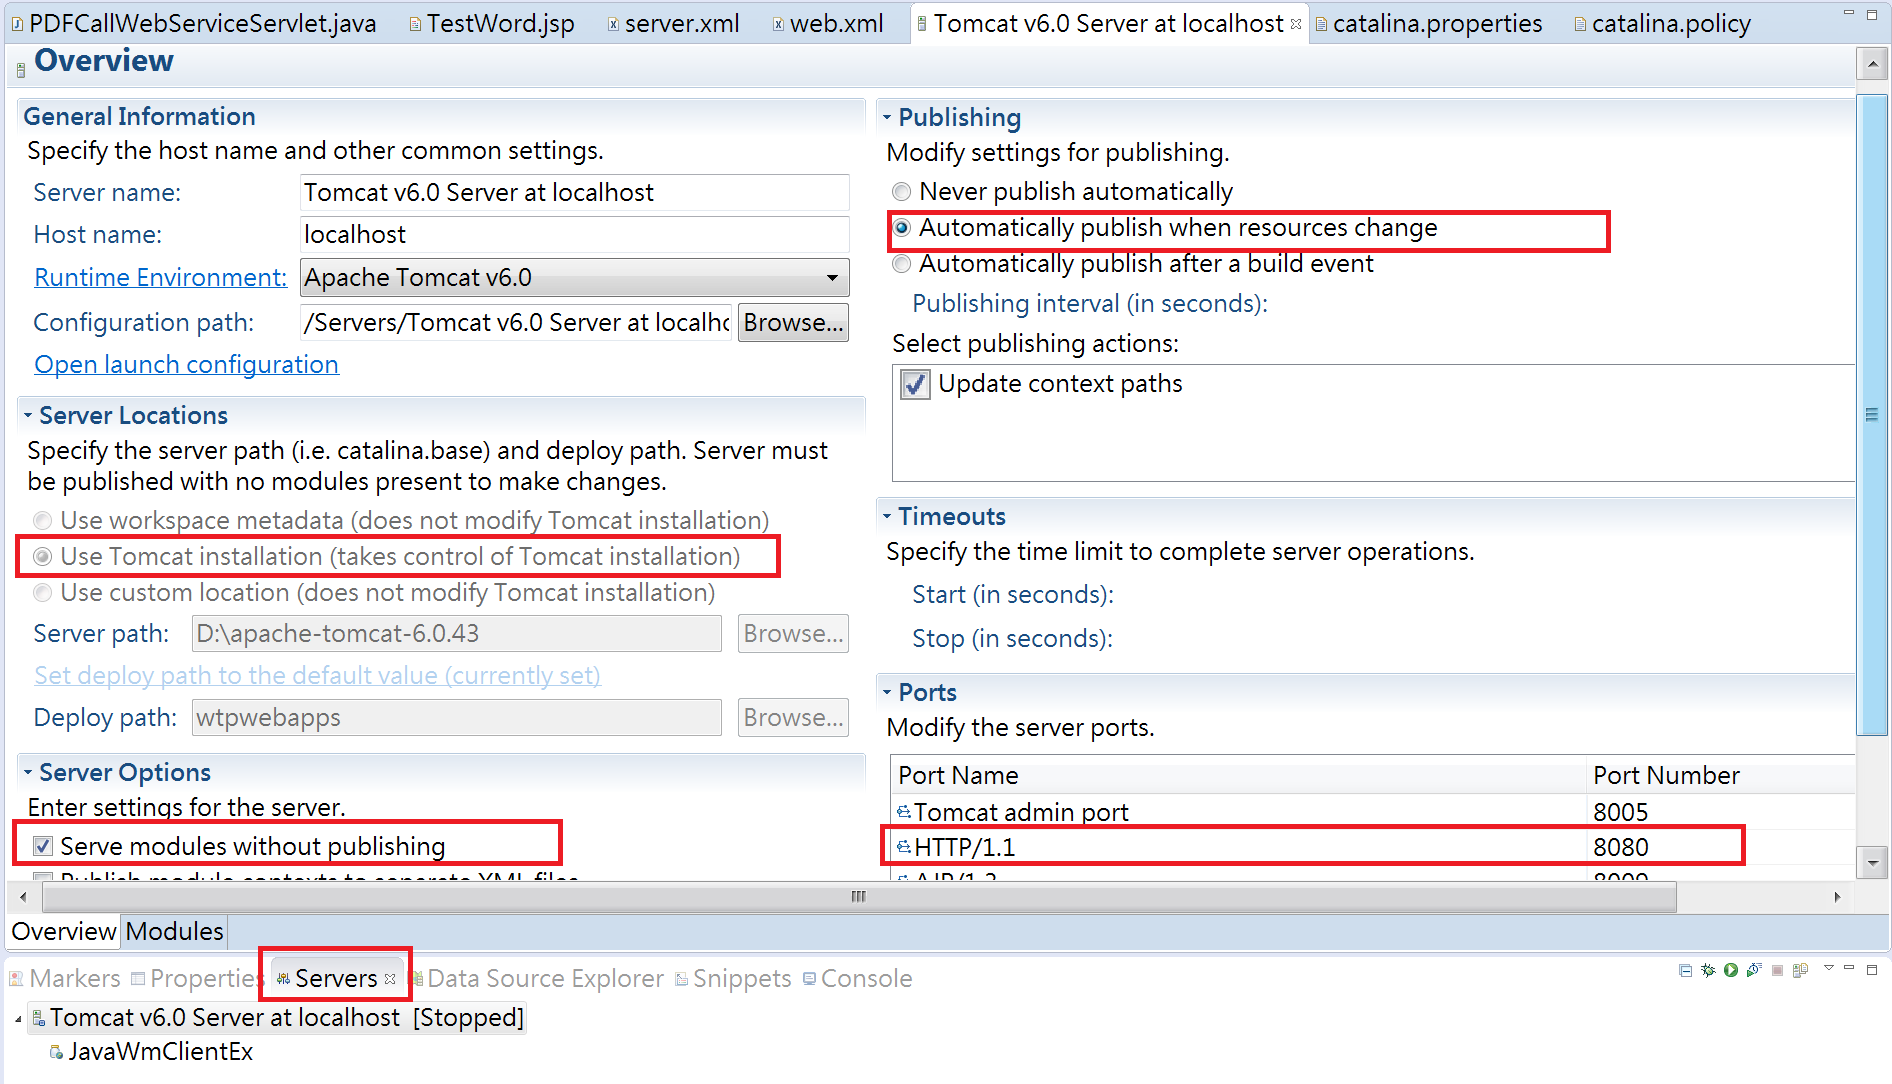 PDFCallWebServiceServlet.java TestWord.jsp server.xml web.xml Tomcat v6.0 Server at localhost catalina.properties catalina.policy
Overview
General Information
Specify the host name and other common settings.
Server name: Tomcat v6.0 Server at localhost
Host name: localhost
Runtime Environment: Apache Tomcat v6.0
Configuration path: /Servers/Tomcat v6.0 Server at localhc Browse...
Open launch configuration
Server Locations
Specify the server path (i.e. catalina.base) and deploy path. Server must
be published with no modules present to make changes.
Use workspace metadata (does not modify Tomcat installation)
Use Tomcat installation (takes control of Tomcat installation)
Use custom location (does not modify Tomcat installation)
Server path: D:\apache-tomcat-6.0.43 Browse...
Set deploy path to the default value (currently set)
Deploy path: wtpwebapps Browse...
Server Options
Enter settings for the server.
Serve modules without publishing
Publish module contexts to separate XML files
Publishing
Modify settings for publishing.
Never publish automatically
Automatically publish when resources change
Automatically publish after a build event
Publishing interval (in seconds):
Select publishing actions:
Update context paths
Timeouts
Specify the time limit to complete server operations.
Start (in seconds):
Stop (in seconds):
Ports
Modify the server ports.
Port Name Port Number
Tomcat admin port 8005
HTTP/1.1 8080
AJP/1.3 8009
Overview Modules
Markers Properties Servers Data Source Explorer Snippets Console
Tomcat v6.0 Server at localhost [Stopped]
JavaWmClientEx